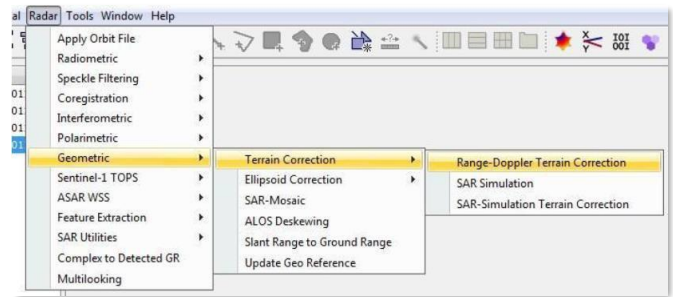 al Radar Tools Window Help
Apply Orbit File
Radiometric
Speckle Filtering
Coregistration
Interferometric
Polarimetric
Geometric
Sentinel-1 TOPS
ASAR WSS
Feature Extraction
SAR Utilities
Complex to Detected GR
Multilooking
Terrain Correction
Ellipsoid Correction
SAR-Mosaic
ALOS Deskewing
Slant Range to Ground Range
Update Geo Reference
Range-Doppler Terrain Correction
SAR Simulation
SAR-Simulation Terrain Correction
01
01
01
01
X
Y
IOI
OOI